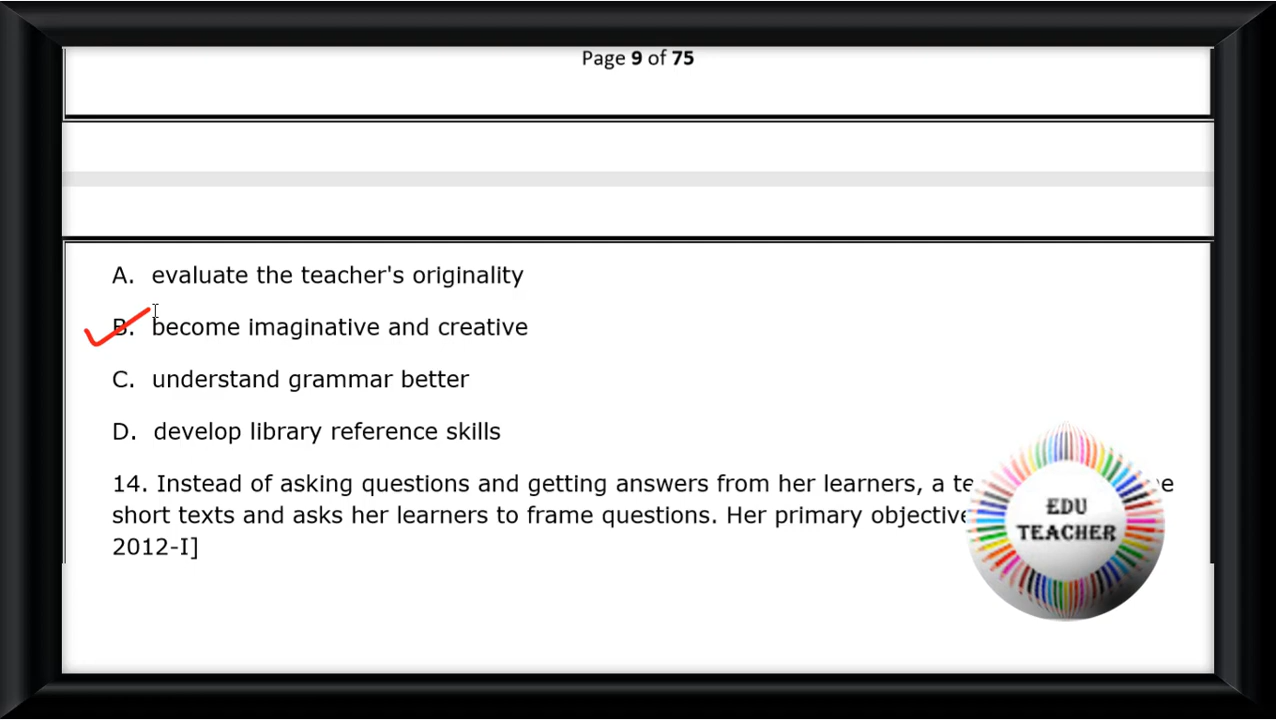 Page 9 of 75
A. evaluate the teacher's originality
B. become imaginative and creative
C. understand grammar better
D. develop library reference skills
14. Instead of asking questions and getting answers from her learners, a
short texts and asks her learners to frame questions. Her primary objective
2012-I]
EDU
TEACHER